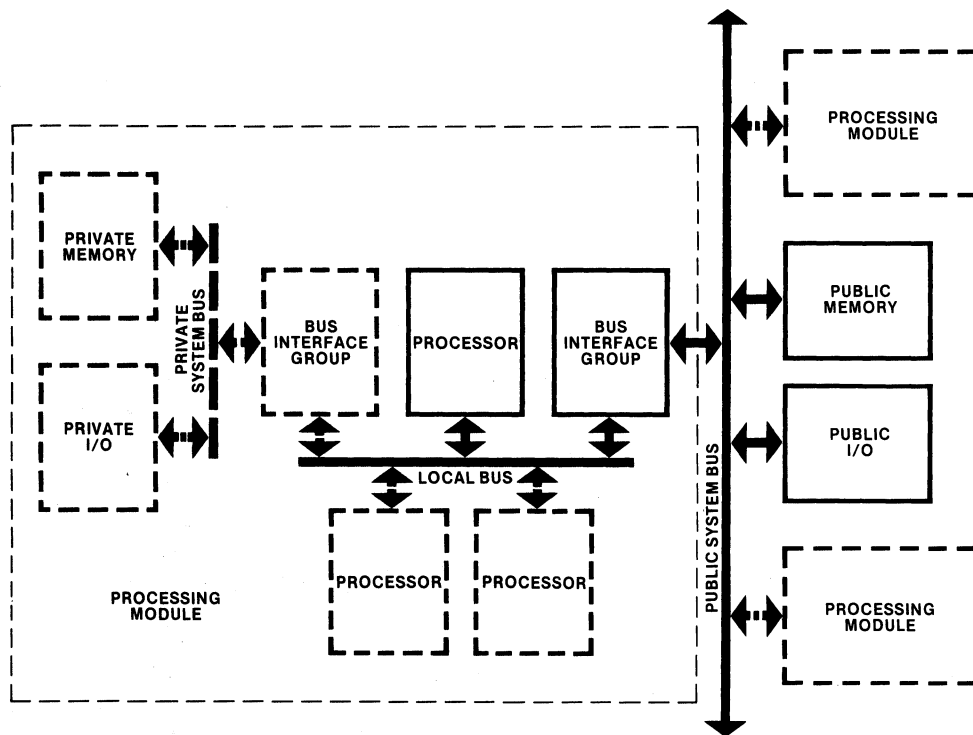 PROCESSING
MODULE
PRIVATE
MEMORY
PRIVATE
SYSTEM BUS
PRIVATE
I/O
BUS
INTERFACE
GROUP
PROCESSOR
BUS
INTERFACE
GROUP
LOCAL BUS
PROCESSOR
PROCESSOR
PROCESSING
MODULE
PUBLIC SYSTEM BUS
PUBLIC
MEMORY
PUBLIC
I/O
PROCESSING
MODULE